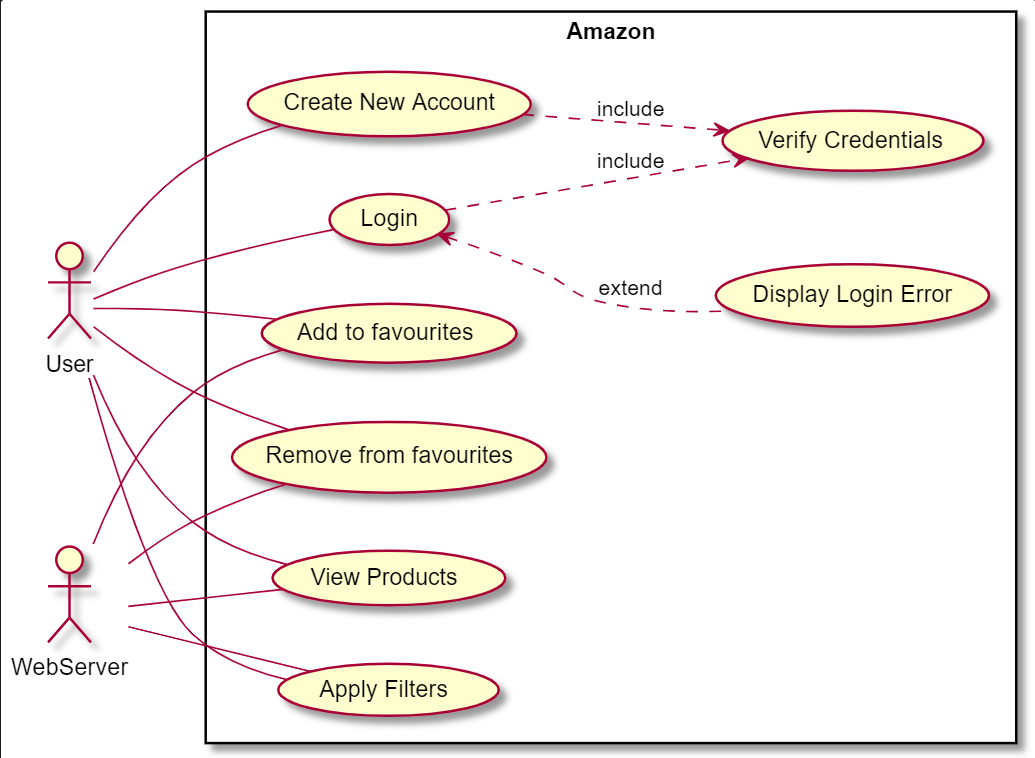 Amazon
Create New Account
include
Verify Credentials
include
Login
extend
Display Login Error
Add to favourites
User
Remove from favourites
View Products
WebServer
Apply Filters